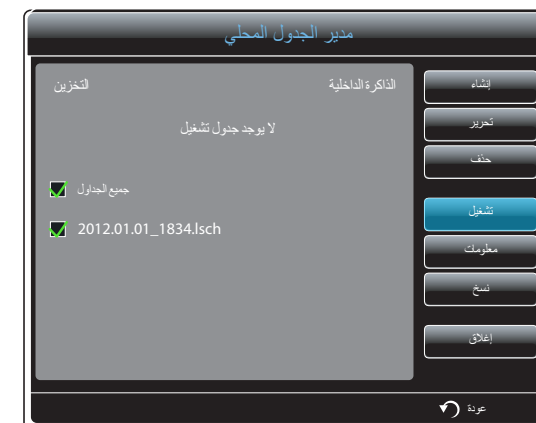 مدير الجدول المحلي
الذاكرة الداخلية
التخزين
لا يوجد جدول تشغيل
جميع الجداول
2012.01.01_1834.lsch
إنشاء
تحرير
حذف
تشغيل
معلومات
نسخ
إغلاق
عودة